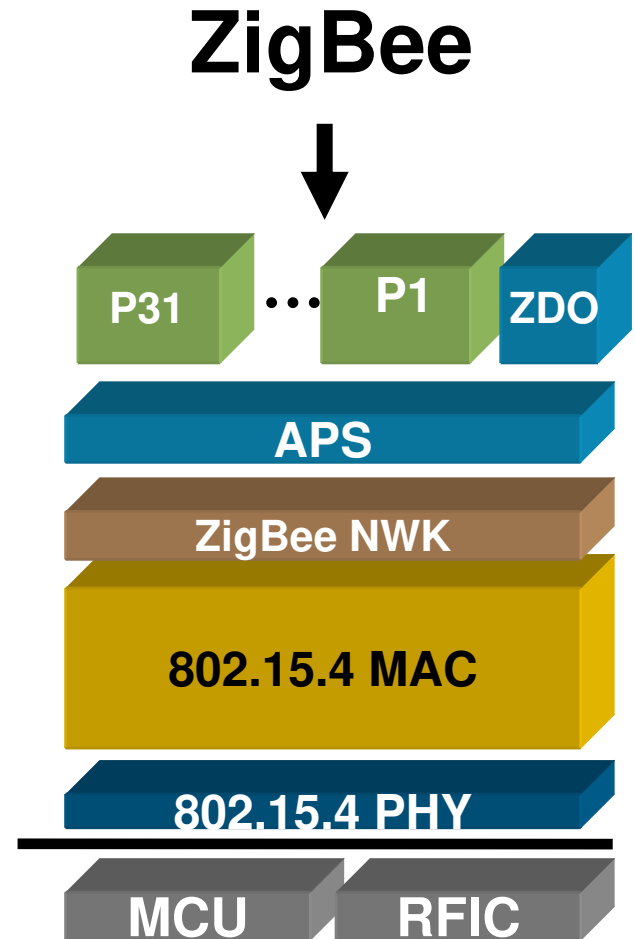 ZigBee
P31 ... P1 ZDO
APS
ZigBee NWK
802.15.4 MAC
802.15.4 PHY
MCU RFIC